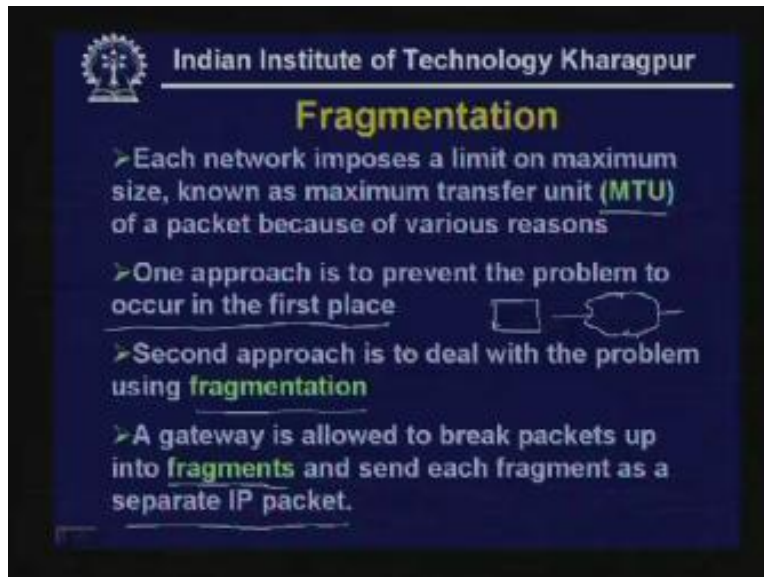 Indian Institute of Technology Kharagpur
Fragmentation
➢Each network imposes a limit on maximum
size, known as maximum transfer unit (MTU)
of a packet because of various reasons
➢One approach is to prevent the problem to
occur in the first place
➢Second approach is to deal with the problem
using fragmentation
➢A gateway is allowed to break packets up
into fragments and send each fragment as a
separate IP packet.